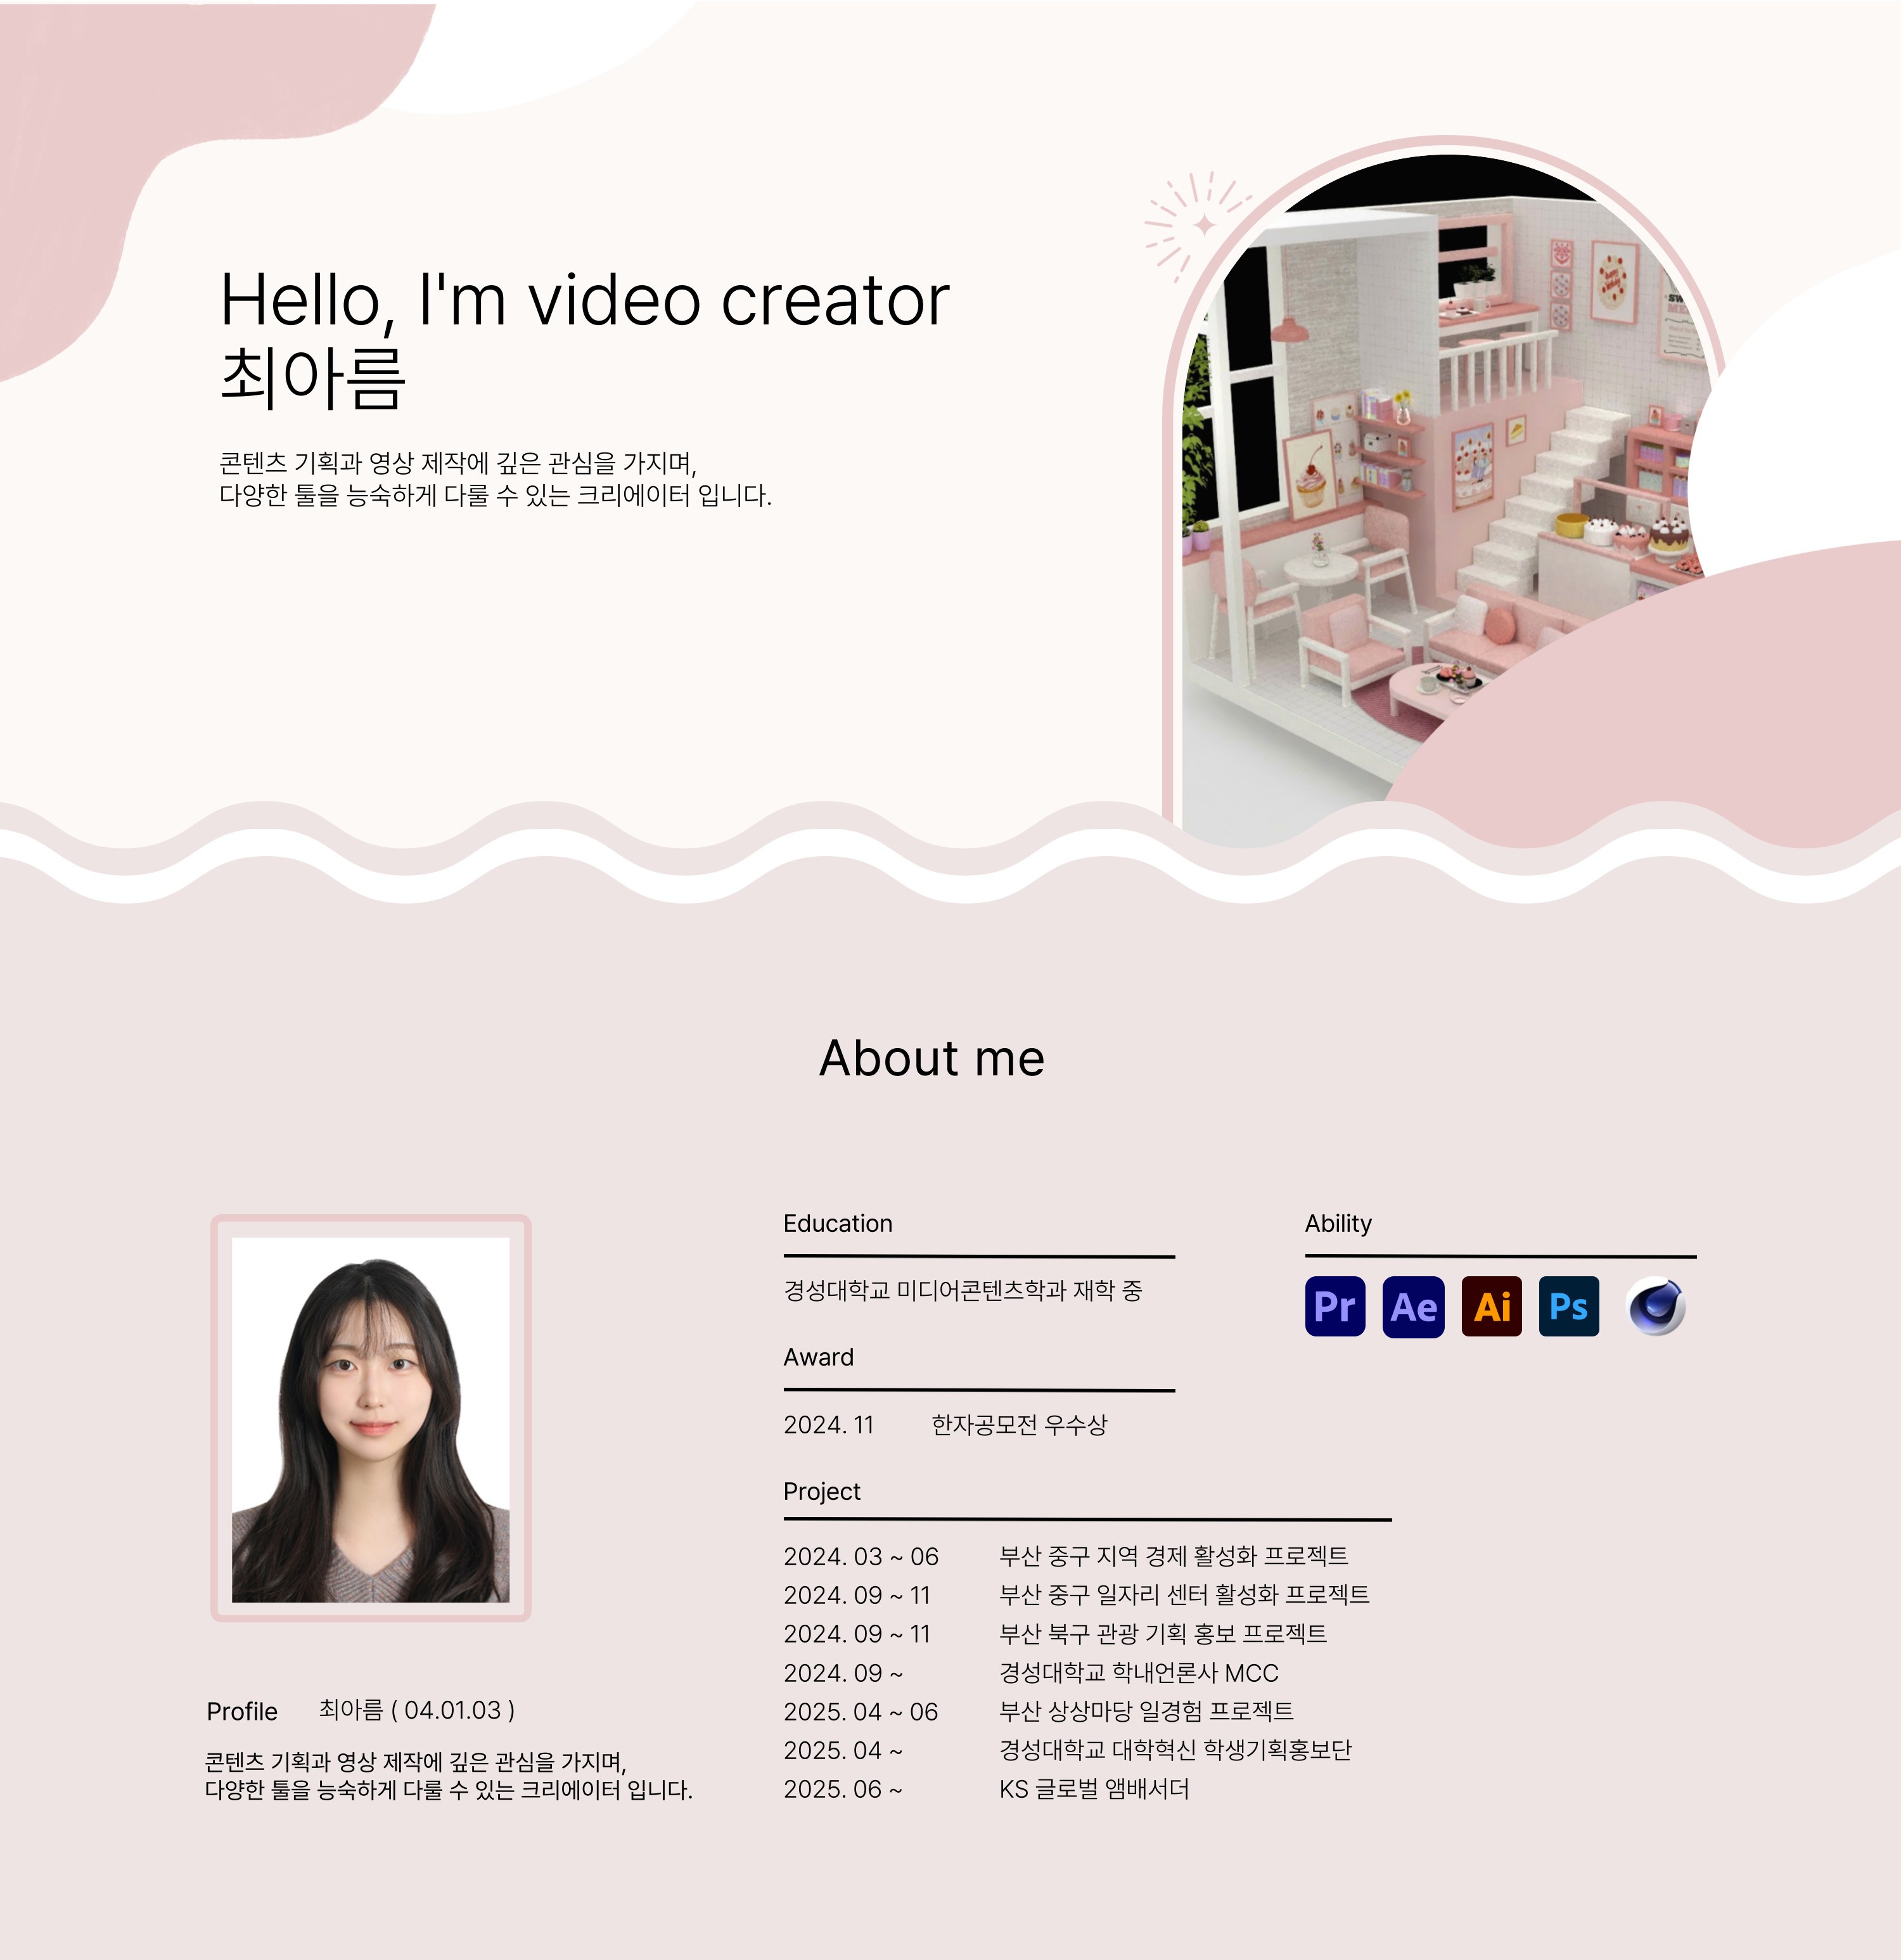 Hello, I'm video creator
최아름
콘텐츠 기획과 영상 제작에 깊은 관심을 가지며,
다양한 툴을 능숙하게 다룰 수 있는 크리에이터 입니다.
About me
Profile 최아름 ( 04.01.03 )
콘텐츠 기획과 영상 제작에 깊은 관심을 가지며,
다양한 툴을 능숙하게 다룰 수 있는 크리에이터 입니다.
Education
경성대학교 미디어콘텐츠학과 재학 중
Award
2024. 11 한자공모전 우수상
Project
2024. 03 ~ 06 부산 중구 지역 경제 활성화 프로젝트
2024. 09 ~ 11 부산 중구 일자리 센터 활성화 프로젝트
2024. 09 ~ 11 부산 북구 관광 기획 홍보 프로젝트
2024. 09 ~ 경성대학교 학내언론사 MCC
2025. 04 ~ 06 부산 상상마당 일경험 프로젝트
2025. 04 ~ 경성대학교 대학혁신 학생기획홍보단
2025. 06 ~ KS 글로벌 앰배서더
Ability
Pr Ae Ai Ps